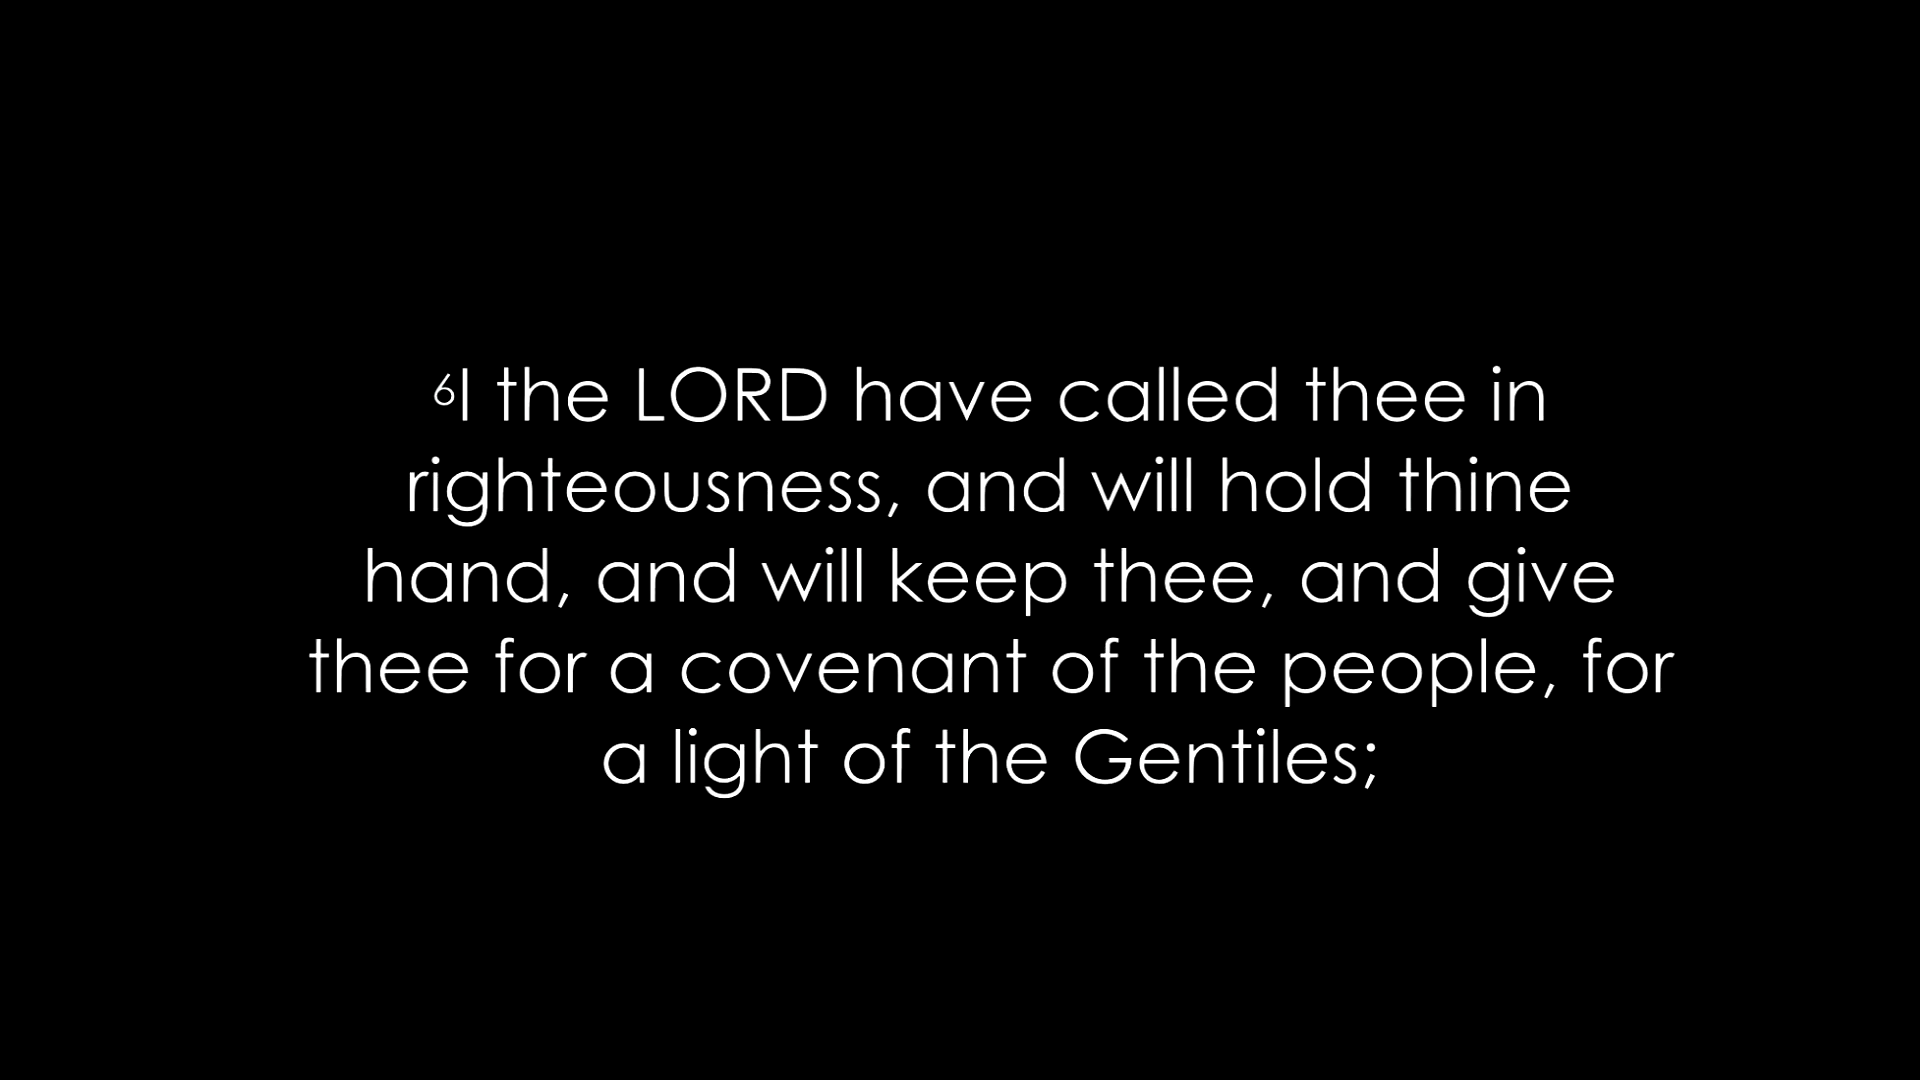 ⁶I the LORD have called thee in
righteousness, and will hold thine
hand, and will keep thee, and give
thee for a covenant of the people, for
a light of the Gentiles;